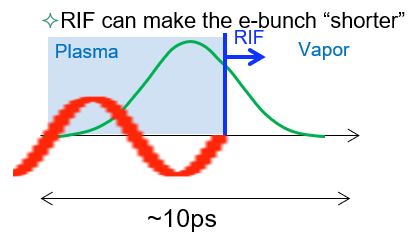 ✧RIF can make the e-bunch “shorter”
RIF
Plasma
Vapor
~10ps